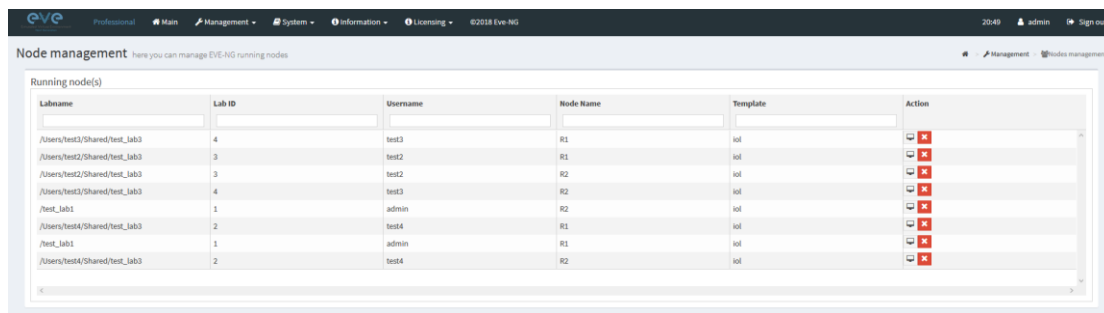 eve Professional Main Management System Information Licensing ©2018 Eve-NG 20:49 admin Sign ou
Node management here you can manage EVE-NG running nodes Management Nodes managemen
Running node(s)
Labname Lab ID Username Node Name Template Action
/Users/test3/Shared/test_lab3 4 test3 R1 iol
/Users/test2/Shared/test_lab3 3 test2 R1 iol
/Users/test2/Shared/test_lab3 3 test2 R2 iol
/Users/test3/Shared/test_lab3 4 test3 R2 iol
/test_lab1 1 admin R2 iol
/Users/test4/Shared/test_lab3 2 test4 R1 iol
/test_lab1 1 admin R1 iol
/Users/test4/Shared/test_lab3 2 test4 R2 iol